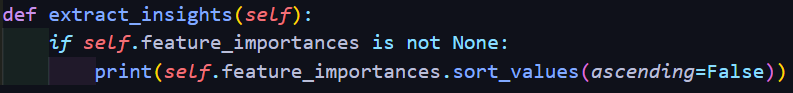 def extract_insights(self):
    if self.feature_importances is not None:
        print(self.feature_importances.sort_values(ascending=False))